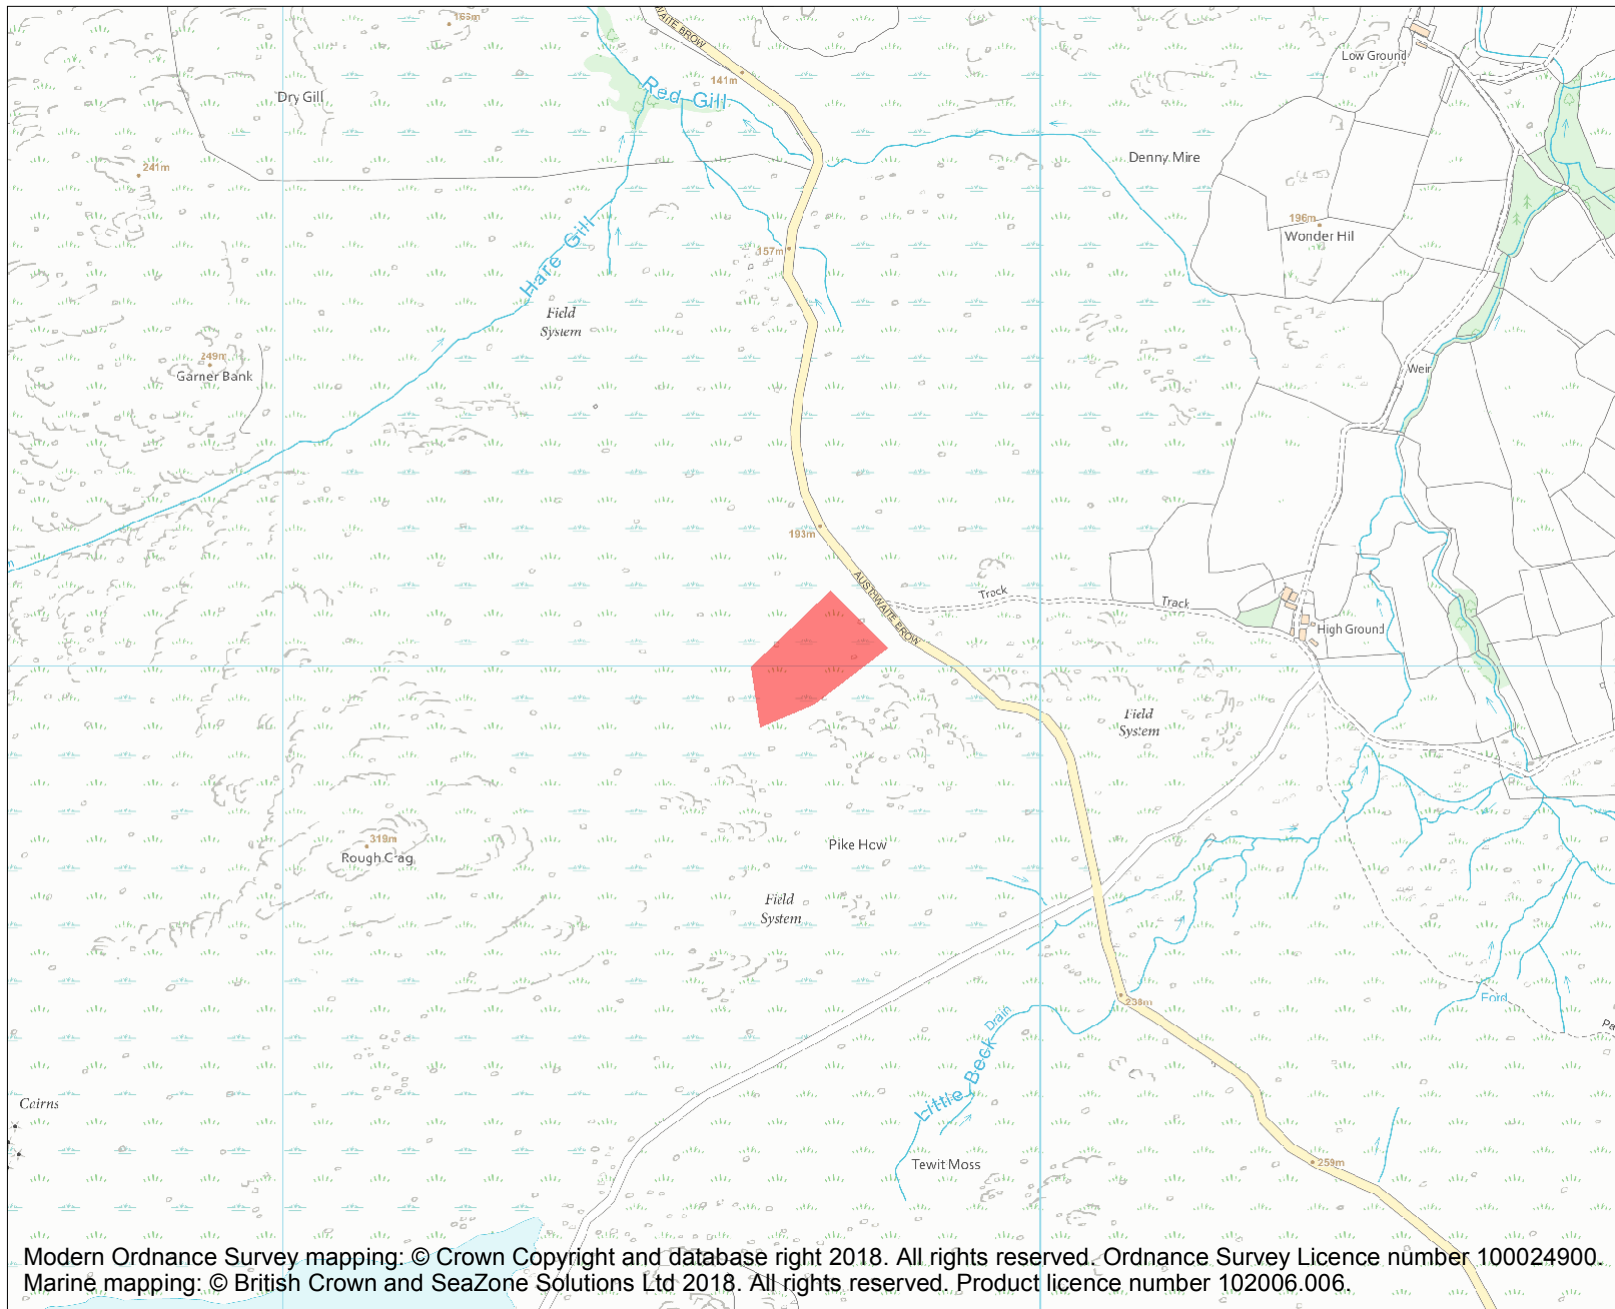 WAITE BROW
163m
Low Ground
141m
Red Gill
Dry Gill
Denny Mire
241m
196m
Wonder Hill
157m
Hare Gill
Field
System
249m
Garner Bank
Weir
193m
AUSTHWAITE BROW
Track
Track
High Ground
Field
System
319m
Rough Crag
Pike How
Field
System
Ford
Drain
Little Beck
Cairns
Tewit Moss
259m
Modern Ordnance Survey mapping: © Crown Copyright and database right 2018. All rights reserved. Ordnance Survey Licence number 100024900.
Marine mapping: © British Crown and SeaZone Solutions Ltd 2018. All rights reserved. Product licence number 102006.006.